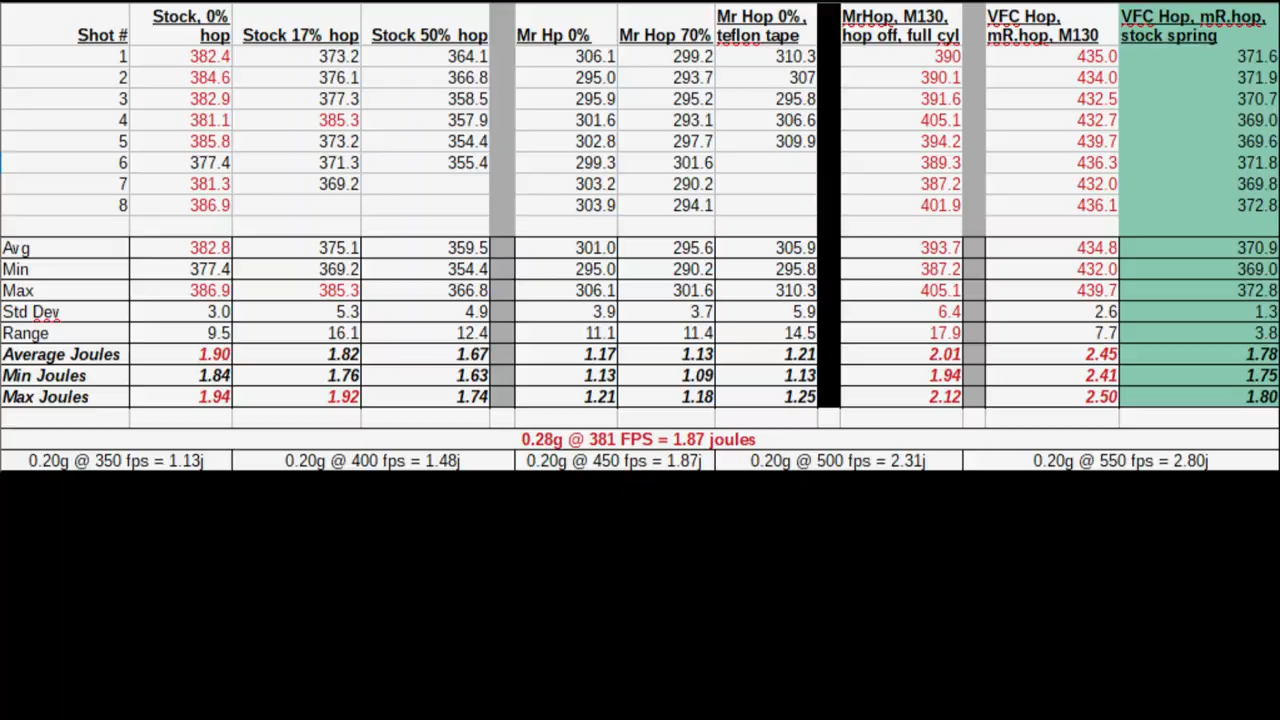 Stock, 0% MrHop 0%, MrHop, M130, VFC Hop, VFC Hop, mR.hop,
Shot # hop Stock 17% hop Stock 50% hop Mr Hp 0% Mr Hop 70% teflon tape hop off, full cyl mR.hop, M130 stock spring
1 382.4 373.2 364.1 306.1 299.2 310.3 390 435.0 371.6
2 384.6 376.1 366.8 295.0 293.7 307 390.1 434.0 371.9
3 382.9 377.3 358.5 295.9 295.2 295.8 391.6 432.5 370.7
4 381.1 385.3 357.9 301.6 293.1 306.6 405.1 432.7 369.0
5 385.8 373.2 354.4 302.8 297.7 309.9 394.2 439.7 369.6
6 377.4 371.3 355.4 299.3 301.6 389.3 436.3 371.8
7 381.3 369.2 303.2 290.2 387.2 432.0 369.8
8 386.9 303.9 294.1 401.9 436.1 372.8
Avg 382.8 375.1 359.5 301.0 295.6 305.9 393.7 434.8 370.9
Min 377.4 369.2 354.4 295.0 290.2 295.8 387.2 432.0 369.0
Max 386.9 385.3 366.8 306.1 301.6 310.3 405.1 439.7 372.8
Std Dev 3.0 5.3 4.9 3.9 3.7 5.9 6.4 2.6 1.3
Range 9.5 16.1 12.4 11.1 11.4 14.5 17.9 7.7 3.8
Average Joules 1.90 1.82 1.67 1.17 1.13 1.21 2.01 2.45 1.78
Min Joules 1.84 1.76 1.63 1.13 1.09 1.13 1.94 2.41 1.75
Max Joules 1.94 1.92 1.74 1.21 1.18 1.25 2.12 2.50 1.80
0.28g @ 381 FPS = 1.87 joules
0.20g @ 350 fps = 1.13j 0.20g @ 400 fps = 1.48j 0.20g @ 450 fps = 1.87j 0.20g @ 500 fps = 2.31j 0.20g @ 550 fps = 2.80j